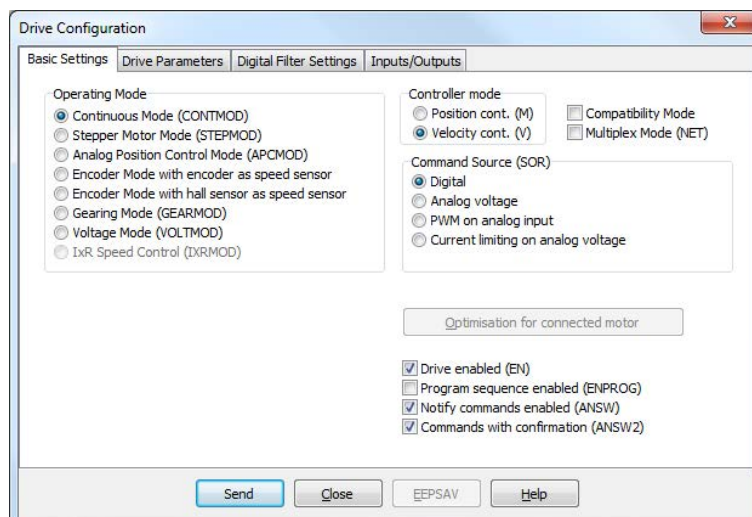 Drive Configuration
Basic Settings
Drive Parameters
Digital Filter Settings
Inputs/Outputs
Operating Mode
Continuous Mode (CONTMOD)
Stepper Motor Mode (STEPMOD)
Analog Position Control Mode (APCMOD)
Encoder Mode with encoder as speed sensor
Encoder Mode with hall sensor as speed sensor
Gearing Mode (GEARMOD)
Voltage Mode (VOLTMOD)
IxR Speed Control (IXRMOD)
Controller mode
Position cont. (M)
Velocity cont. (V)
Compatibility Mode
Multiplex Mode (NET)
Command Source (SOR)
Digital
Analog voltage
PWM on analog input
Current limiting on analog voltage
Optimisation for connected motor
Drive enabled (EN)
Program sequence enabled (ENPROG)
Notify commands enabled (ANSW)
Commands with confirmation (ANSW2)
Send
Close
EEPSAV
Help